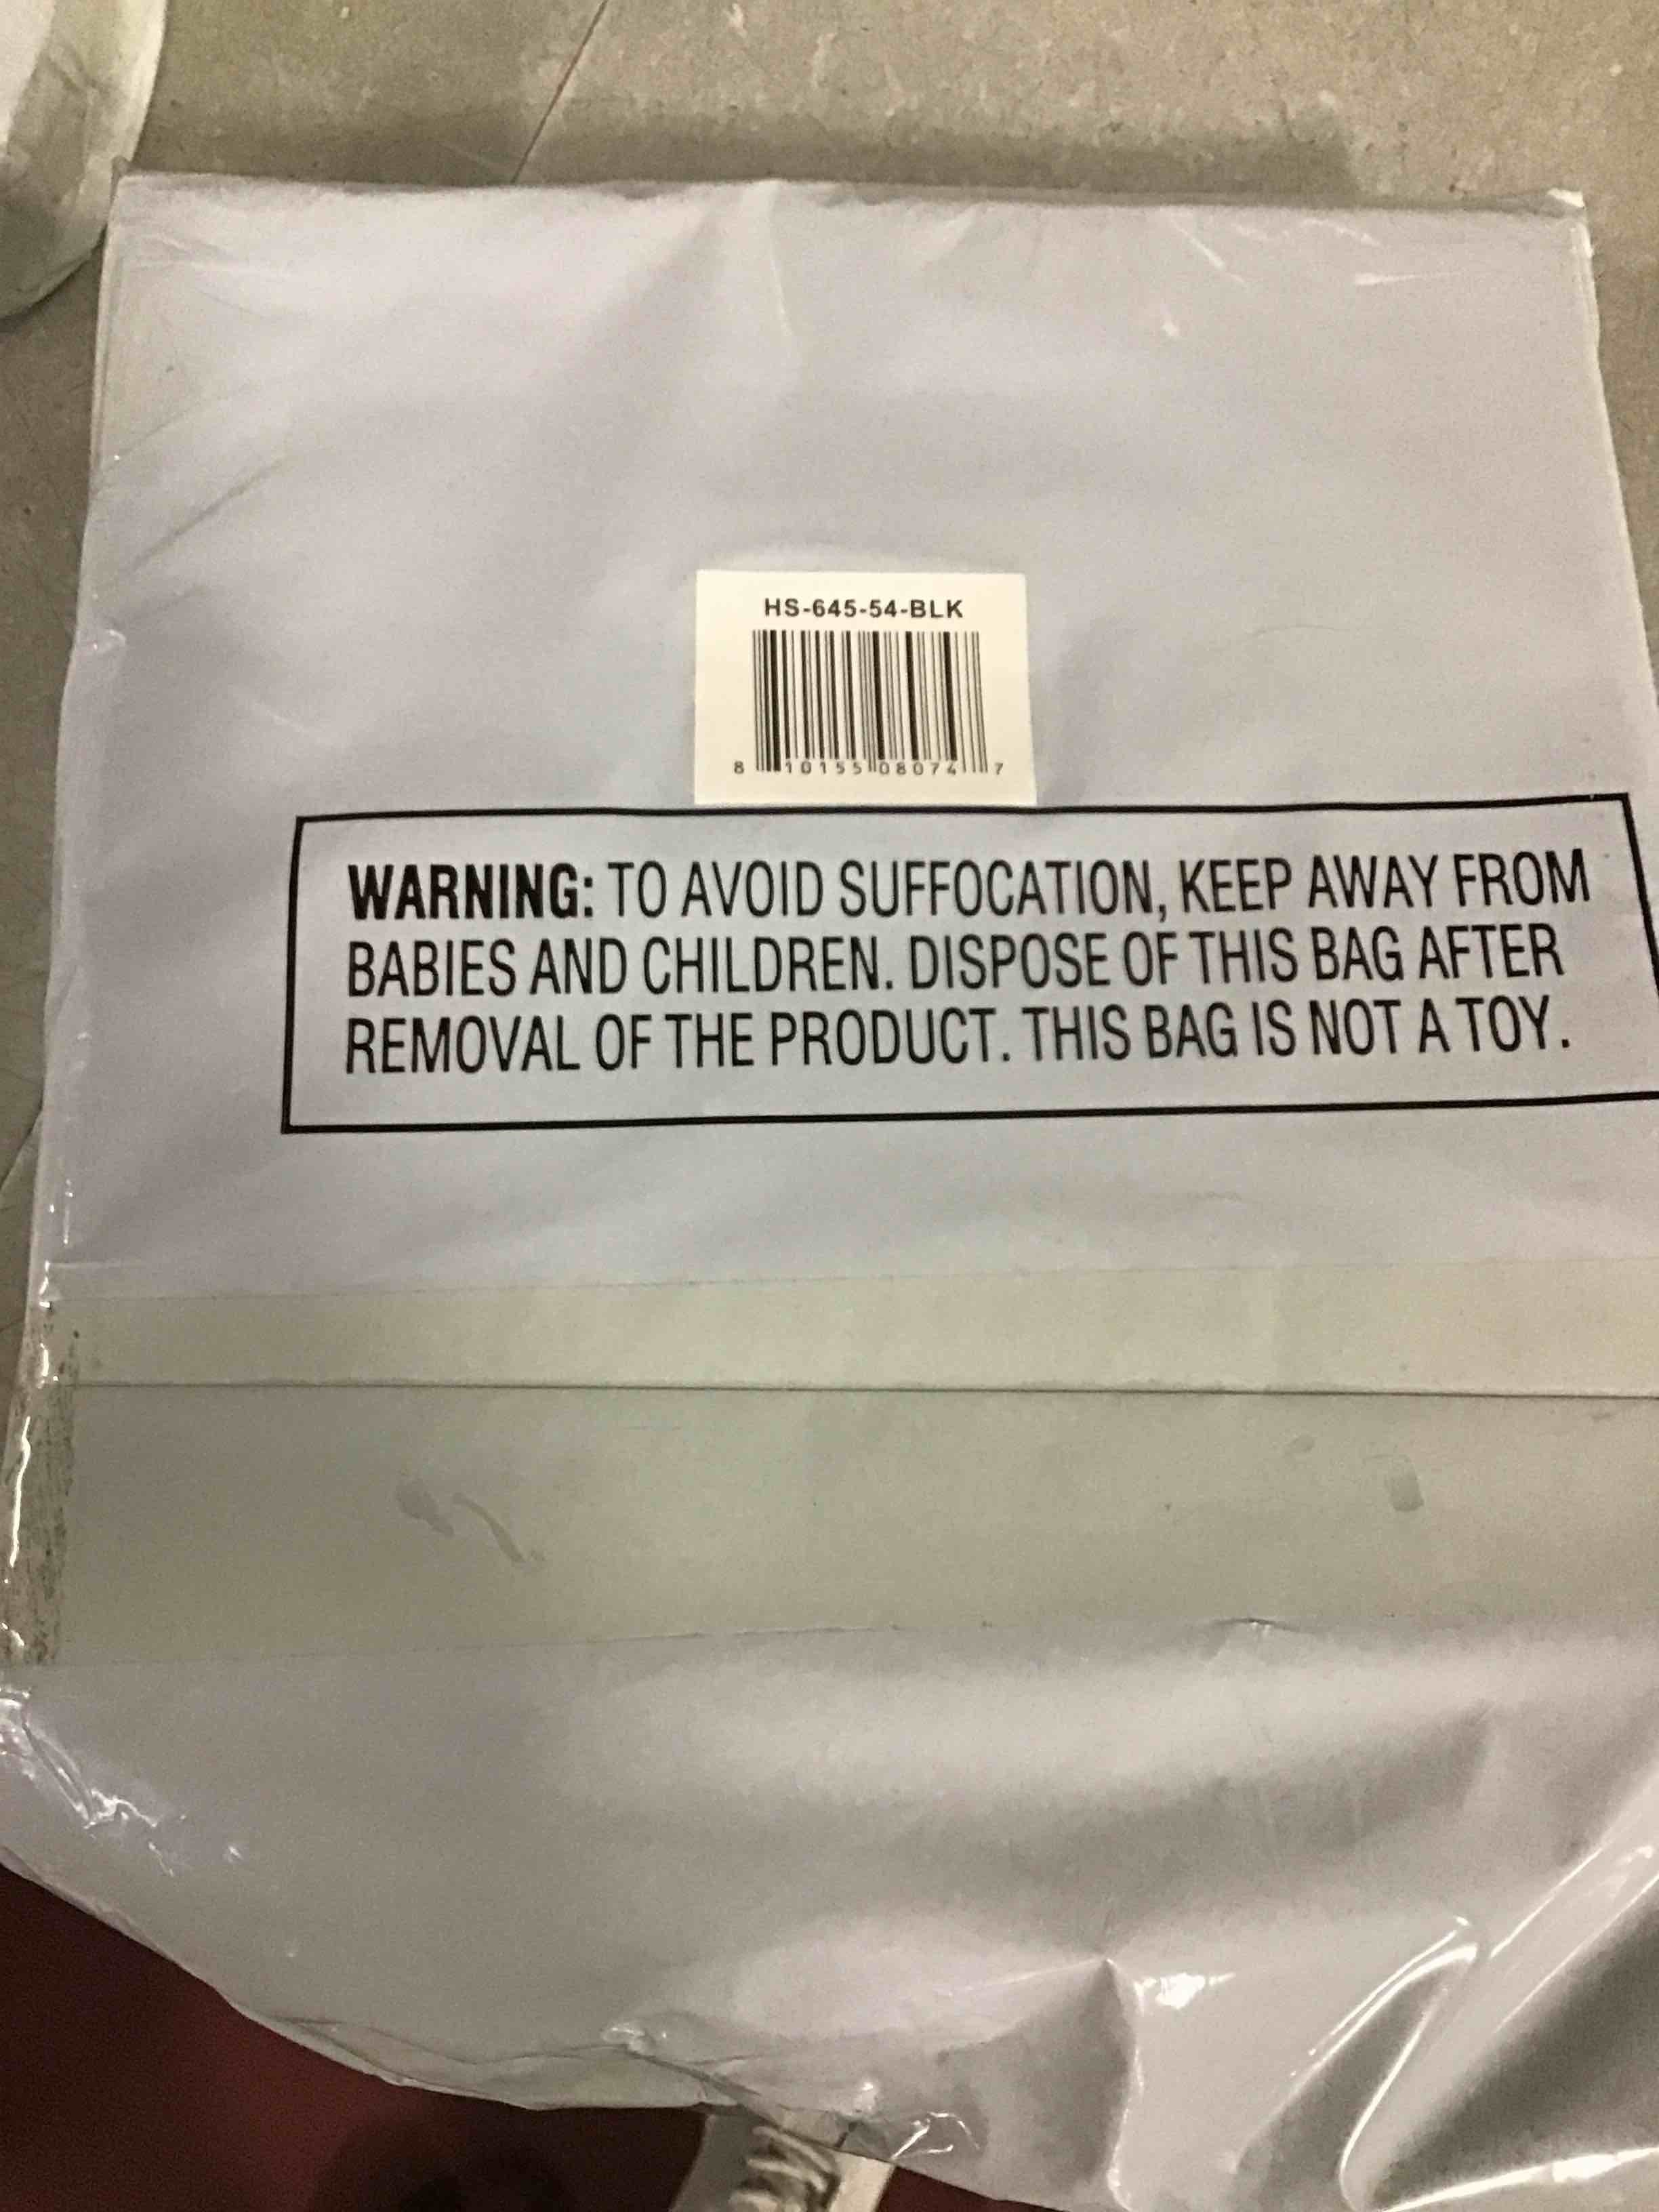 HS-645-54-BLK
8 10155 08074 7
WARNING: TO AVOID SUFFOCATION, KEEP AWAY FROM
BABIES AND CHILDREN. DISPOSE OF THIS BAG AFTER
REMOVAL OF THE PRODUCT. THIS BAG IS NOT A TOY.